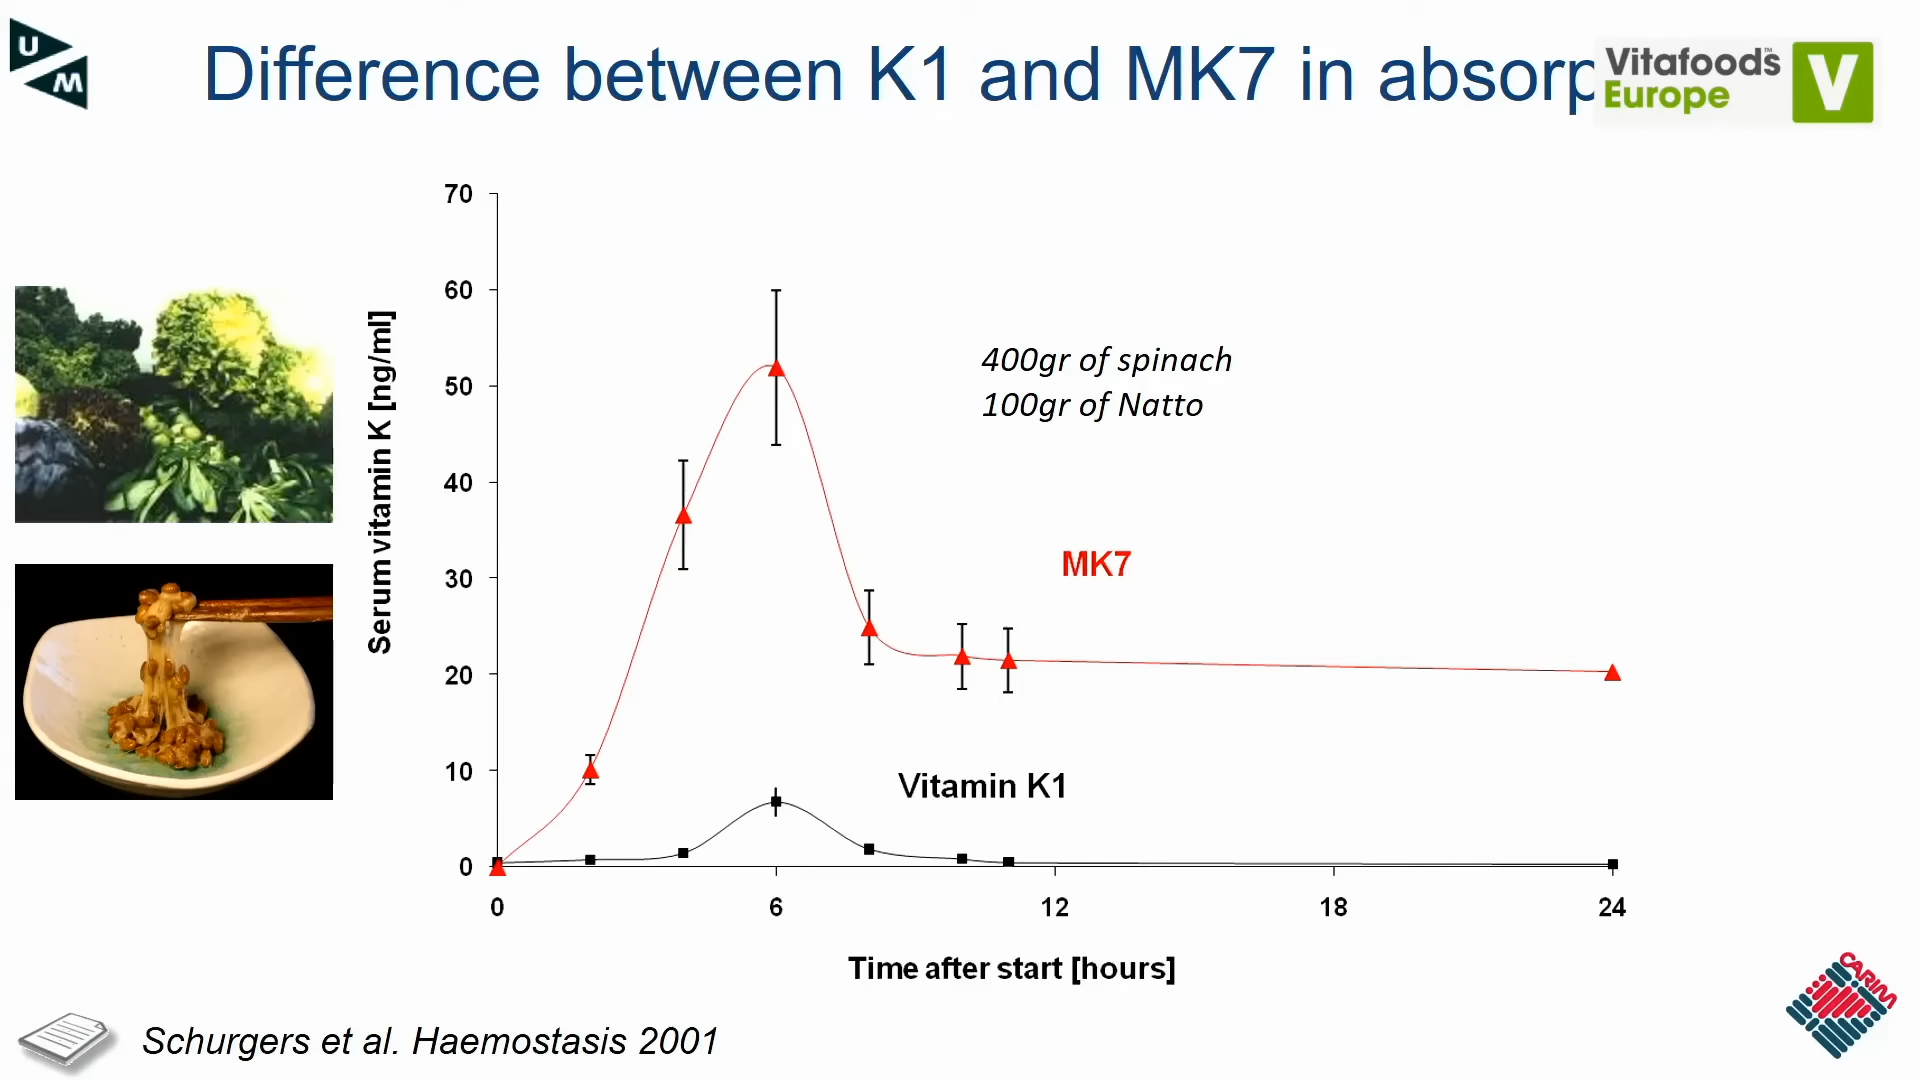 U
M
Difference between K1 and MK7 in absorp
Vitafoods™
Europe
V
70
60
50
40
30
20
10
0
Serum vitamin K [ng/ml]
400gr of spinach
100gr of Natto
MK7
Vitamin K1
0 6 12 18 24
Time after start [hours]
CARIM
Schurgers et al. Haemostasis 2001